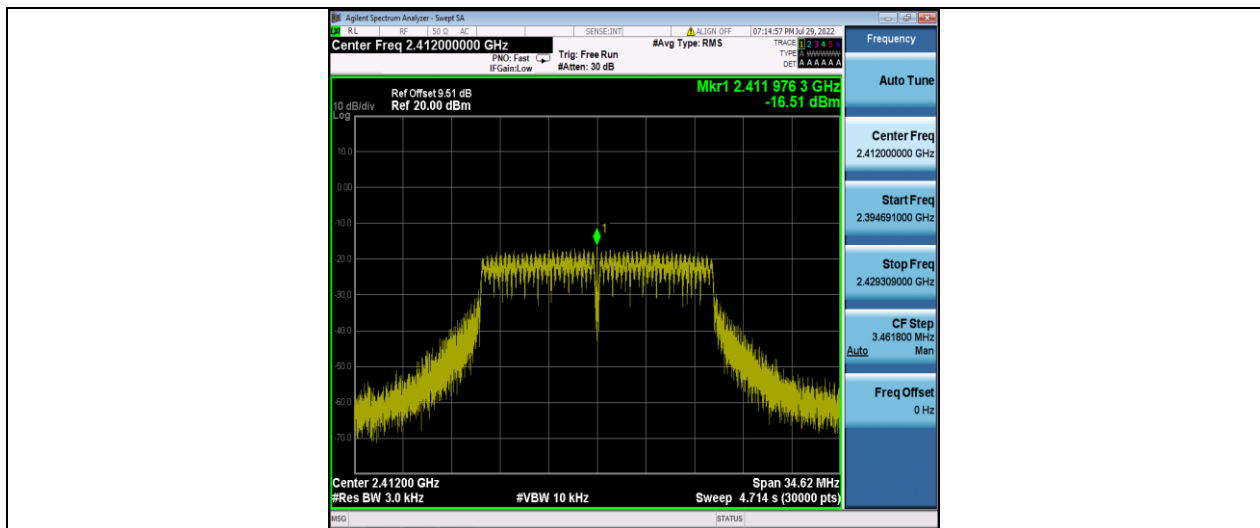 Agilent Spectrum Analyzer - Swept SA
RL RF 50 Ω AC SENSE:INT ALIGN OFF 07:14:57 PM Jul 29, 2022
Center Freq 2.412000000 GHz
PNO: Fast
IFGain:Low
Trig: Free Run
#Atten: 30 dB
#Avg Type: RMS
TRACE 1 2 3 4 5 6
TYPE A WWWWW
DET A A A A A A
Ref Offset 9.51 dB
10 dB/div Ref 20.00 dBm
Log
Mkr1 2.411 976 3 GHz
-16.51 dBm
10.0
0.00
-10.0
-20.0
-30.0
-40.0
-50.0
-60.0
-70.0
1
Center 2.41200 GHz Span 34.62 MHz
#Res BW 3.0 kHz #VBW 10 kHz Sweep 4.714 s (30000 pts)
MSG STATUS
Frequency
Auto Tune
Center Freq
2.412000000 GHz
Start Freq
2.394691000 GHz
Stop Freq
2.429309000 GHz
CF Step
3.461800 MHz
Auto Man
Freq Offset
0 Hz